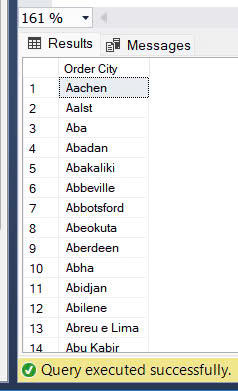 161 %
Results Messages
Order City
1 Aachen
2 Aalst
3 Aba
4 Abadan
5 Abakaliki
6 Abbeville
7 Abbotsford
8 Abeokuta
9 Aberdeen
10 Abha
11 Abidjan
12 Abilene
13 Abreu e Lima
14 Abu Kabir
Query executed successfully.